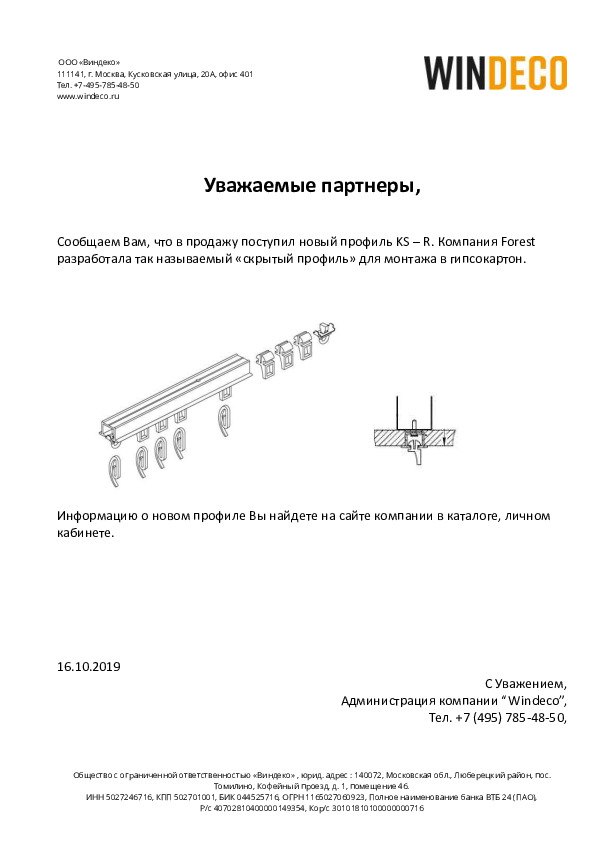 ООО «Виндеко»
111141, г. Москва, Кусковская улица, 20А, офис 401
Тел. +7-495-785-48-50
www.windeco.ru
WINDECO
Уважаемые партнеры,
Сообщаем Вам, что в продажу поступил новый профиль KS – R. Компания Forest
разработала так называемый «скрытый профиль» для монтажа в гипсокартон.
Информацию о новом профиле Вы найдете на сайте компании в каталоге, личном
кабинете.
16.10.2019
С Уважением,
Администрация компании “Windeco”,
Тел. +7 (495) 785-48-50,
Общество с ограниченной ответственностью «Виндеко» , юрид. адрес : 140072, Московская обл., Люберецкий район, пос.
Томилино, Кофейный проезд, д. 1, помещение 46.
ИНН 5027246716, КПП 502701001, БИК 044525716, ОГРН 1165027060923, Полное наименование банка ВТБ 24 (ПАО),
Р/с 40702810400000149354, Кор/с 30101810100000000716